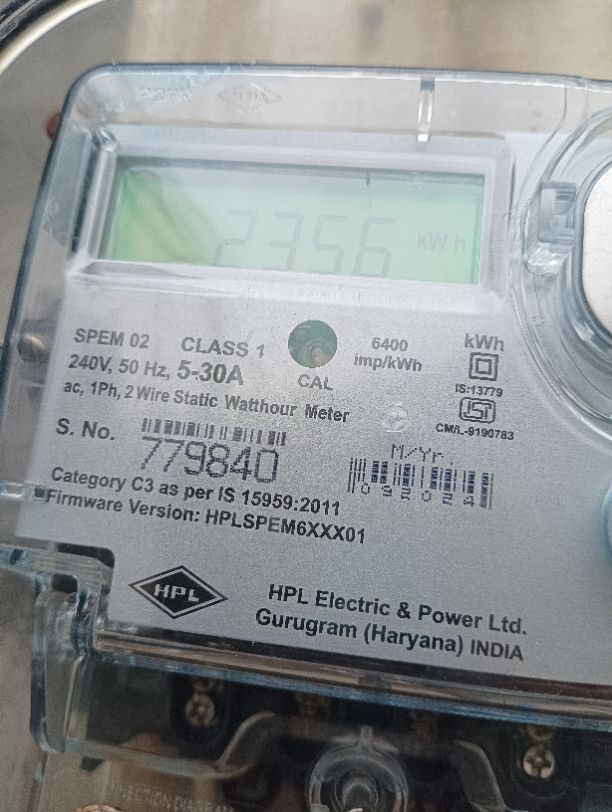 2356 kWh
SPEM 02 CLASS 1 6400 imp/kWh kWh
240V, 50 Hz, 5-30A CAL IS:13779
ac, 1Ph, 2 Wire Static Watthour Meter
CM/L-9190783
S. No. 779840
M/Yr.
092024
Category C3 as per IS 15959:2011
Firmware Version: HPLSPEM6XXX01
HPL
HPL Electric & Power Ltd.
Gurugram (Haryana) INDIA